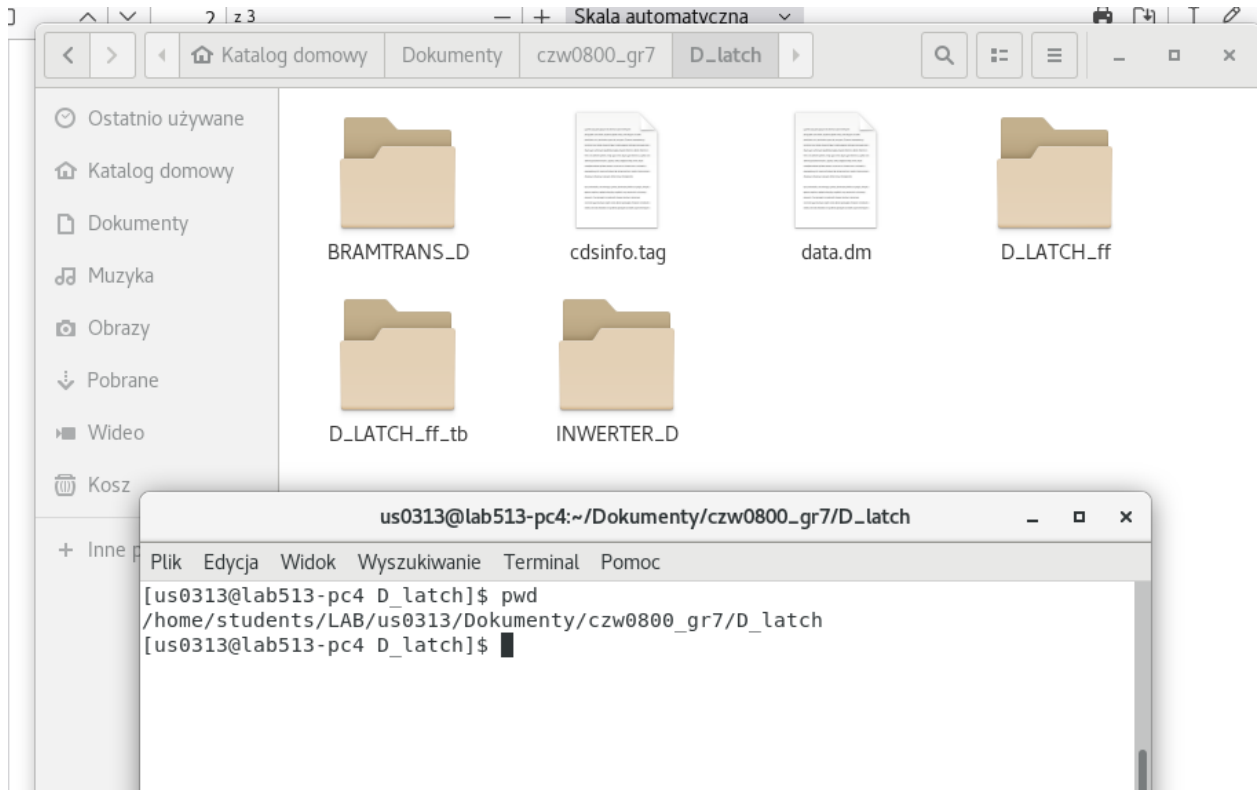 2 z 3 — + Skala automatyczna
Katalog domowy Dokumenty czw0800_gr7 D_latch
Ostatnio używane
Katalog domowy
Dokumenty
Muzyka
Obrazy
Pobrane
Wideo
Kosz
+ Inne
BRAMTRANS_D cdsinfo.tag data.dm D_LATCH_ff
D_LATCH_ff_tb INWERTER_D
us0313@lab513-pc4:~/Dokumenty/czw0800_gr7/D_latch
Plik Edycja Widok Wyszukiwanie Terminal Pomoc
[us0313@lab513-pc4 D_latch]$ pwd
/home/students/LAB/us0313/Dokumenty/czw0800_gr7/D_latch
[us0313@lab513-pc4 D_latch]$